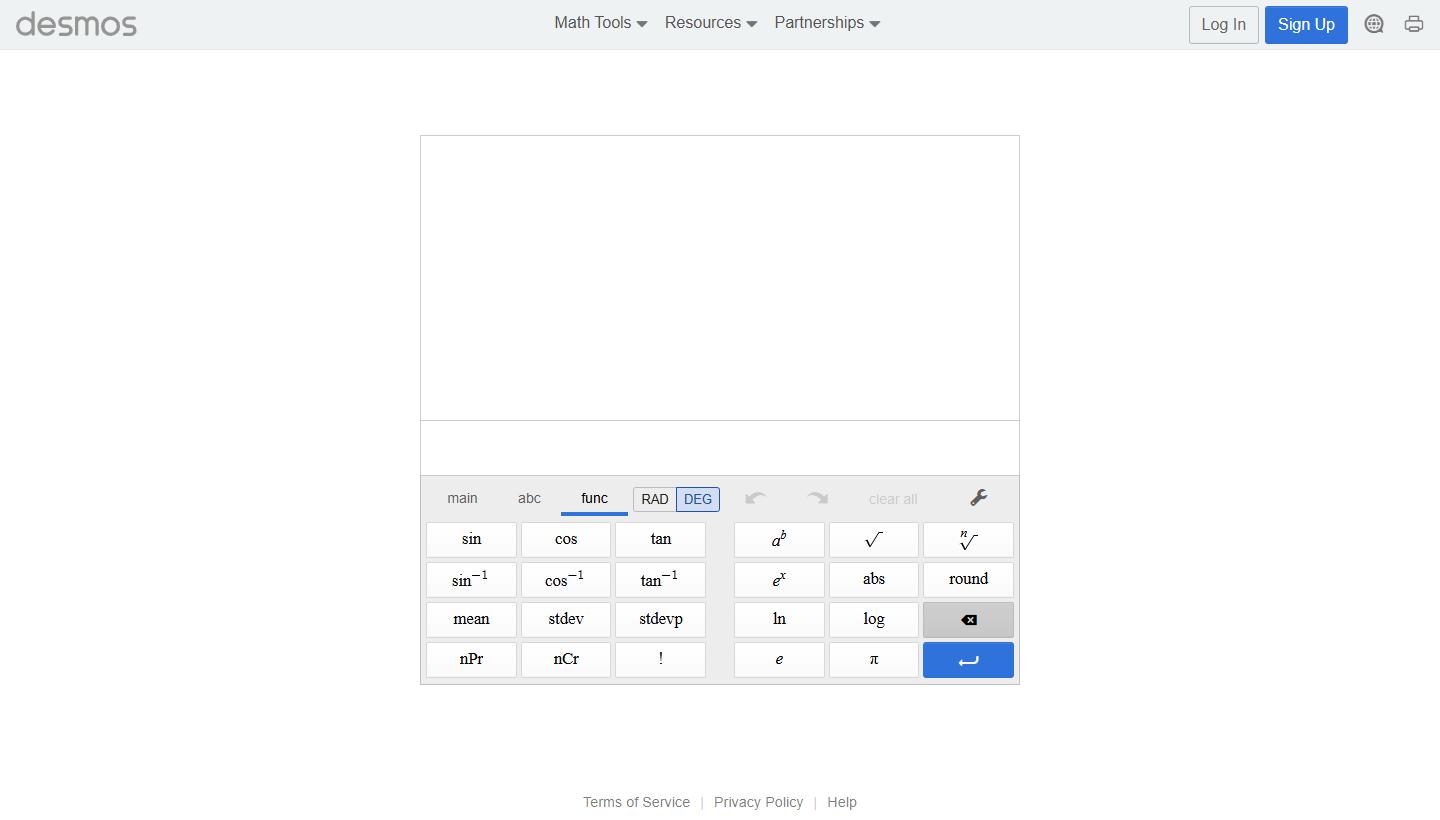 desmos Math Tools Resources Partnerships Log In Sign Up
main abc func RAD DEG clear all
sin cos tan a^b √ ⁿ√
sin⁻¹ cos⁻¹ tan⁻¹ eˣ abs round
mean stdev stdevp ln log
nPr nCr ! e π
Terms of Service | Privacy Policy | Help